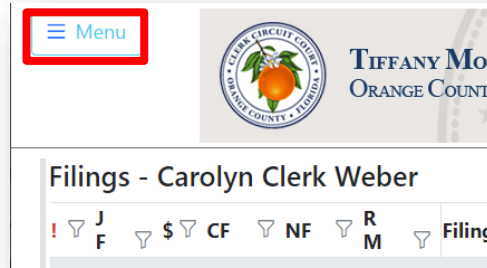 ☰ Menu
CLERK CIRCUIT COURT
ORANGE COUNTY • FLORIDA
TIFFANY MO
ORANGE COUNT
Filings - Carolyn Clerk Weber
! J F $ CF NF R M Filing